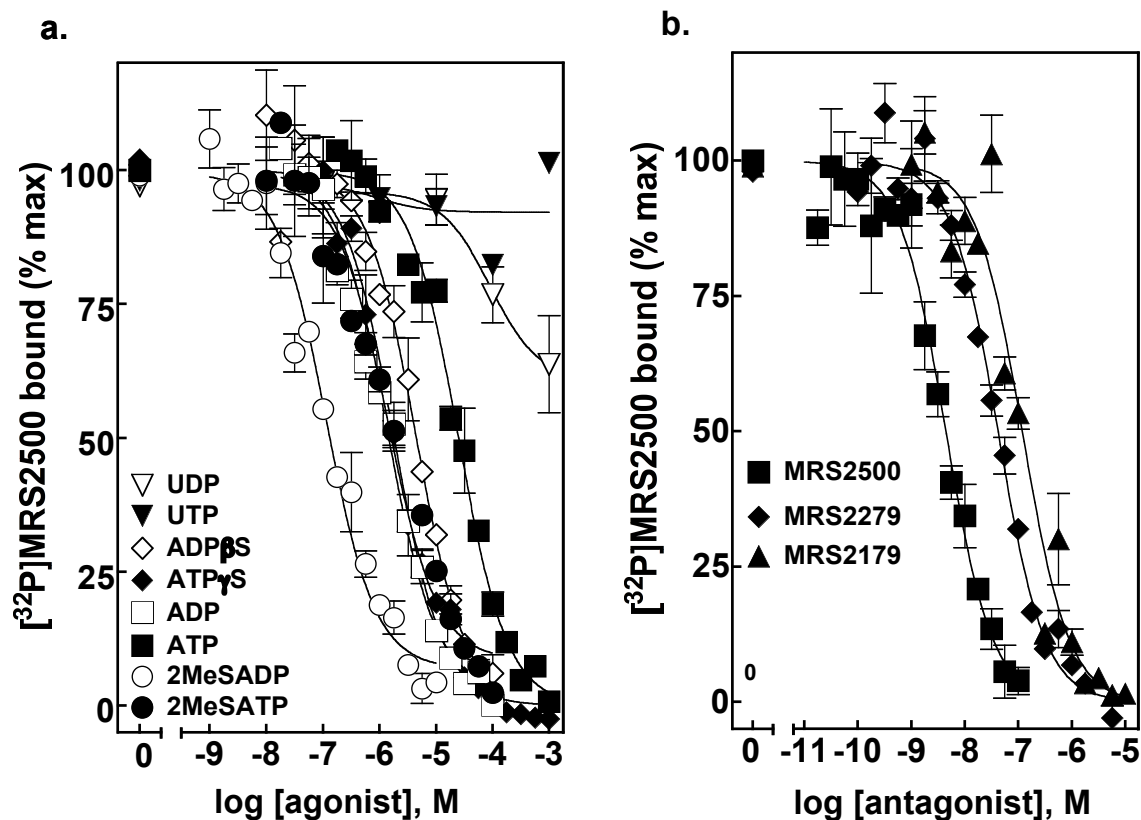 a.
[³²P]MRS2500 bound (% max)
100
75
50
25
0
UDP
UTP
ADPβS
ATPγS
ADP
ATP
2MeSADP
2MeSATP
0 -9 -8 -7 -6 -5 -4 -3
log [agonist], M
b.
[³²P]MRS2500 bound (% max)
100
75
50
25
0
MRS2500
MRS2279
MRS2179
0
0 -11 -10 -9 -8 -7 -6 -5
log [antagonist], M